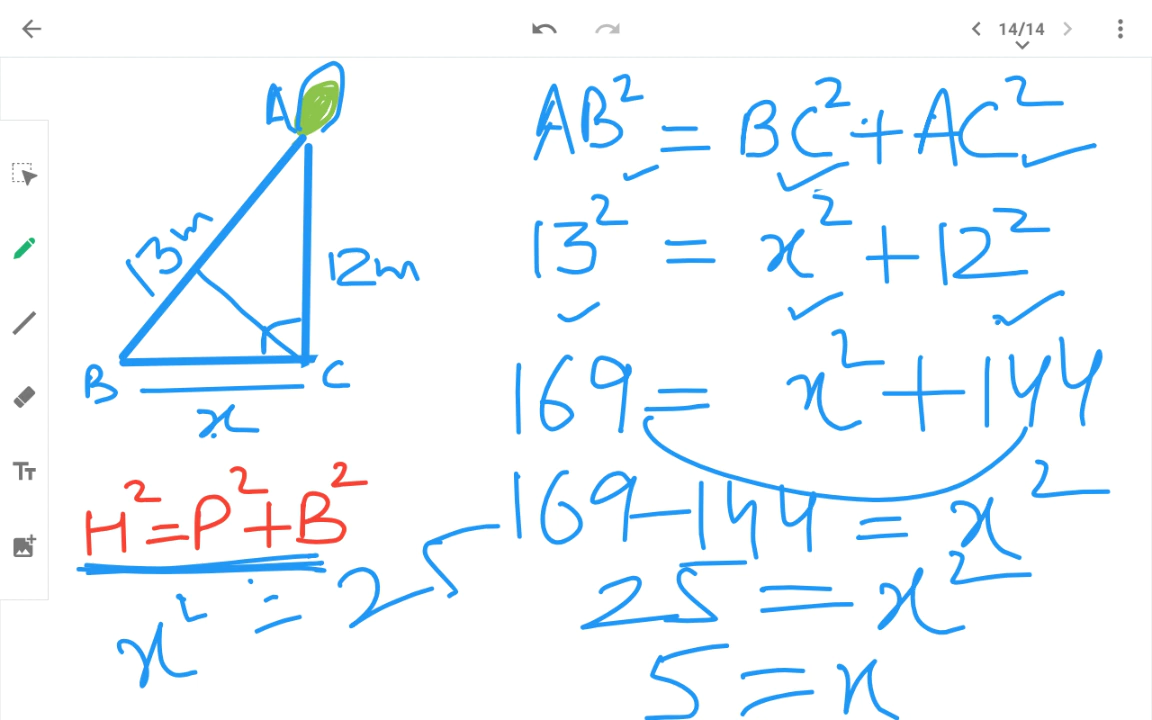 14/14
A
13m
12m
B
C
x
H²=P²+B²
x²=25
AB²=BC²+AC²
13²=x²+12²
169=x²+144
169-144=x²
25=x²
5=x
Tт